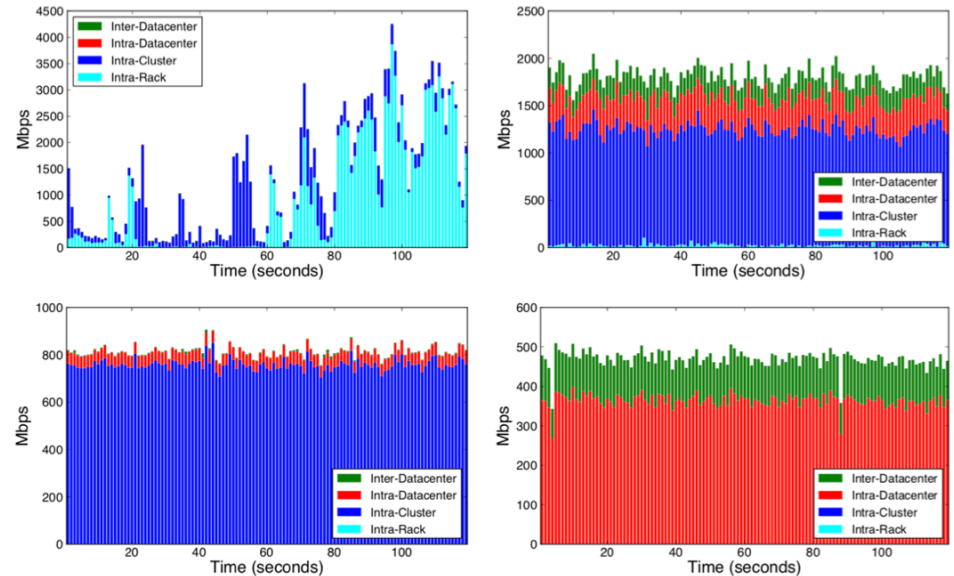 4500
4000
3500
3000
2500
2000
1500
1000
500
0
Mbps
Inter-Datacenter
Intra-Datacenter
Intra-Cluster
Intra-Rack
20 40 60 80 100
Time (seconds)
2500
2000
1500
1000
500
0
Mbps
Inter-Datacenter
Intra-Datacenter
Intra-Cluster
Intra-Rack
20 40 60 80 100
Time (seconds)
1000
800
600
400
200
0
Mbps
Inter-Datacenter
Intra-Datacenter
Intra-Cluster
Intra-Rack
20 40 60 80 100
Time (seconds)
600
500
400
300
200
100
0
Mbps
Inter-Datacenter
Intra-Datacenter
Intra-Cluster
Intra-Rack
20 40 60 80 100
Time (seconds)